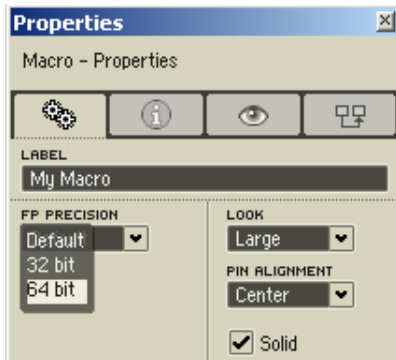 Properties
Macro - Properties
LABEL
My Macro
FP PRECISION
Default
32 bit
64 bit
LOOK
Large
PIN ALIGNMENT
Center
Solid